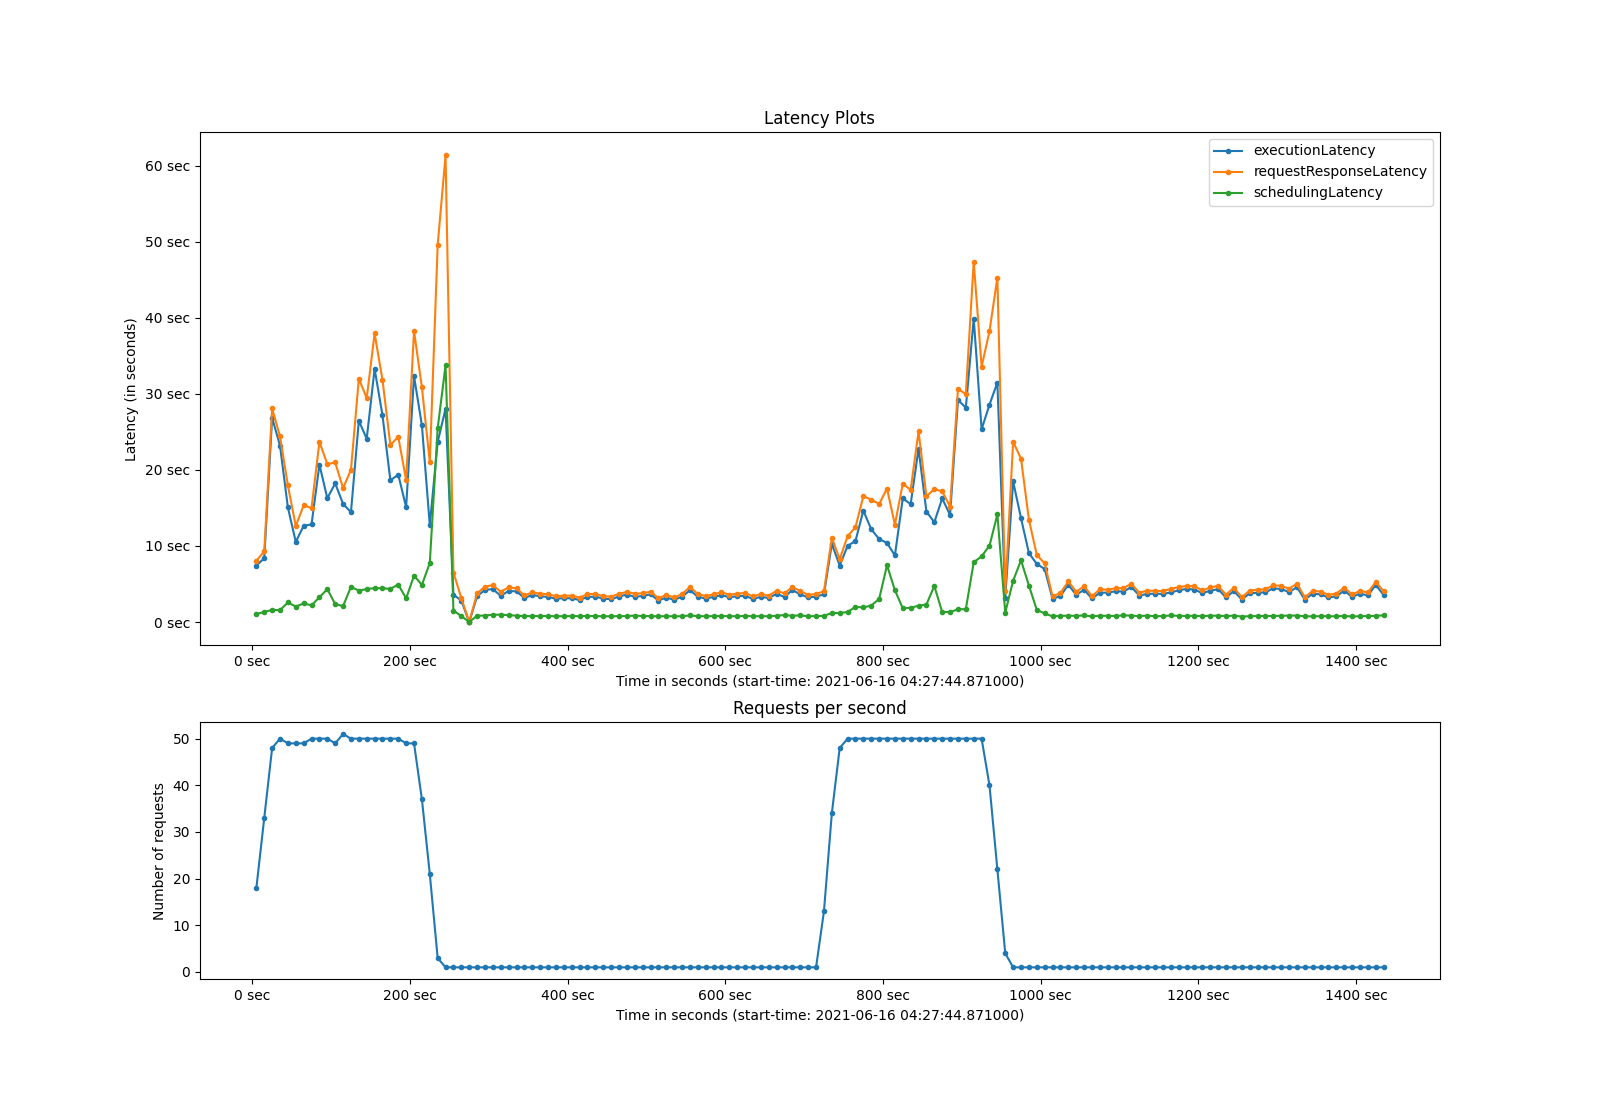 Latency Plots
executionLatency
requestResponseLatency
schedulingLatency
60 sec
50 sec
40 sec
30 sec
20 sec
10 sec
0 sec
Latency (in seconds)
0 sec 200 sec 400 sec 600 sec 800 sec 1000 sec 1200 sec 1400 sec
Time in seconds (start-time: 2021-06-16 04:27:44.871000)
Requests per second
50
40
30
20
10
0
Number of requests
0 sec 200 sec 400 sec 600 sec 800 sec 1000 sec 1200 sec 1400 sec
Time in seconds (start-time: 2021-06-16 04:27:44.871000)